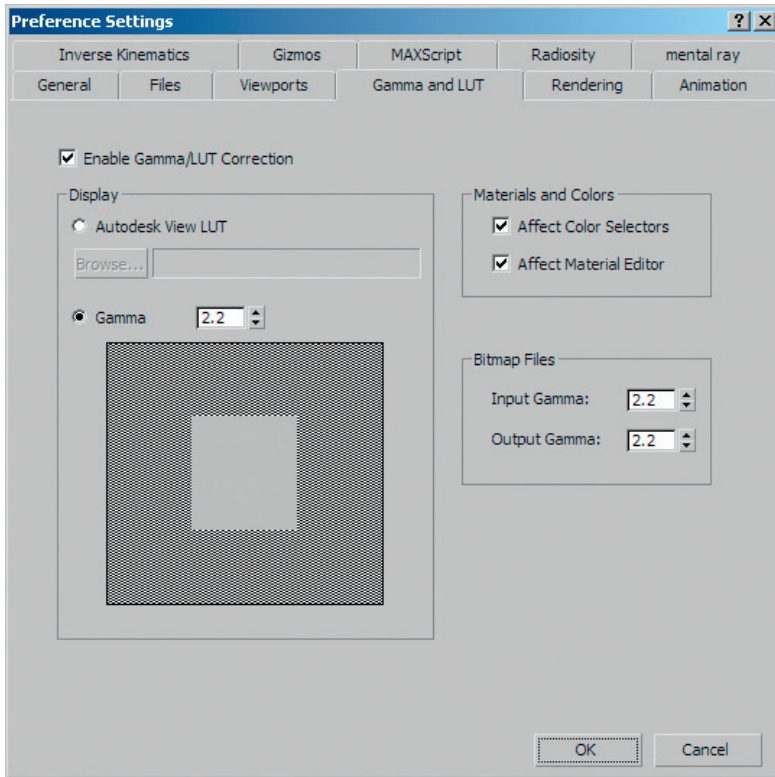 Preference Settings
Inverse Kinematics Gizmos MAXScript Radiosity mental ray
General Files Viewports Gamma and LUT Rendering Animation
Enable Gamma/LUT Correction
Display
Autodesk View LUT
Browse...
Gamma 2.2
Materials and Colors
Affect Color Selectors
Affect Material Editor
Bitmap Files
Input Gamma: 2.2
Output Gamma: 2.2
OK Cancel